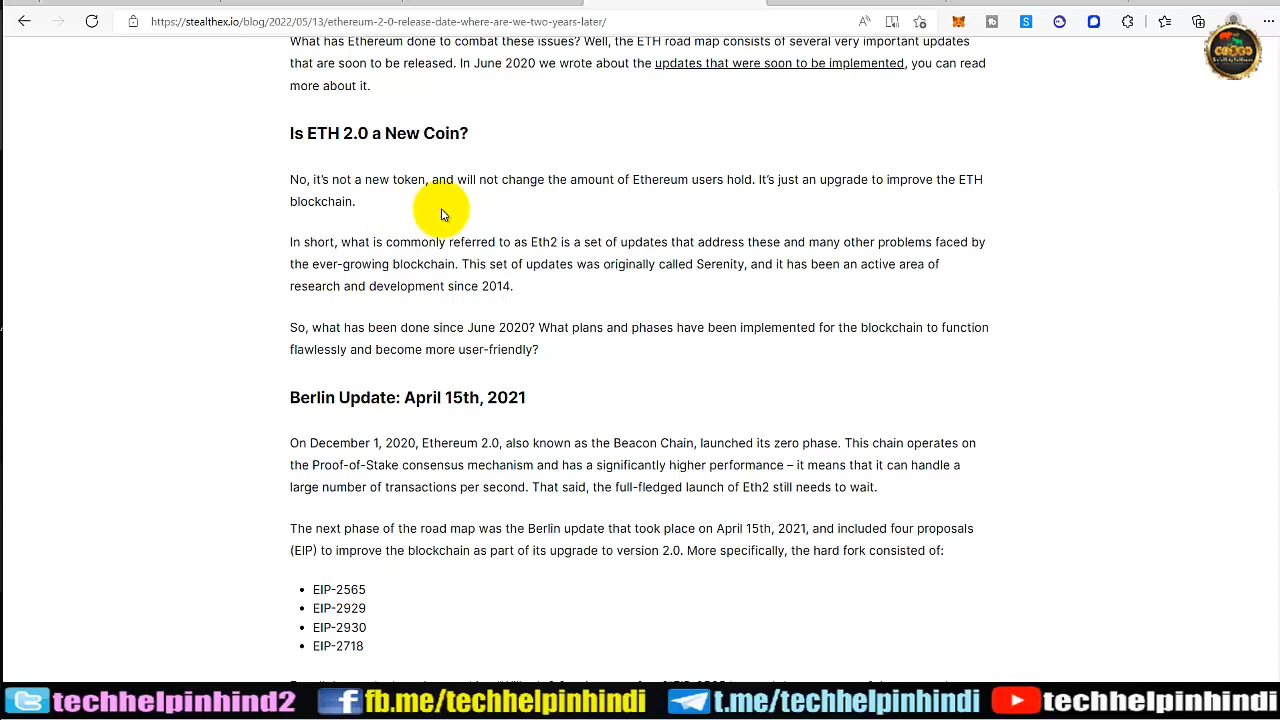 https://stealthex.io/blog/2022/05/13/ethereum-2-0-release-date-where-are-we-two-years-later/
What has Ethereum done to combat these issues? Well, the ETH road map consists of several very important updates
that are soon to be released. In June 2020 we wrote about the updates that were soon to be implemented, you can read
more about it.
Is ETH 2.0 a New Coin?
No, it's not a new token, and will not change the amount of Ethereum users hold. It's just an upgrade to improve the ETH
blockchain.
In short, what is commonly referred to as Eth2 is a set of updates that address these and many other problems faced by
the ever-growing blockchain. This set of updates was originally called Serenity, and it has been an active area of
research and development since 2014.
So, what has been done since June 2020? What plans and phases have been implemented for the blockchain to function
flawlessly and become more user-friendly?
Berlin Update: April 15th, 2021
On December 1, 2020, Ethereum 2.0, also known as the Beacon Chain, launched its zero phase. This chain operates on
the Proof-of-Stake consensus mechanism and has a significantly higher performance – it means that it can handle a
large number of transactions per second. That said, the full-fledged launch of Eth2 still needs to wait.
The next phase of the road map was the Berlin update that took place on April 15th, 2021, and included four proposals
(EIP) to improve the blockchain as part of its upgrade to version 2.0. More specifically, the hard fork consisted of:
• EIP-2565
• EIP-2929
• EIP-2930
• EIP-2718
techhelpinhind2 fb.me/techhelpinhindi t.me/techhelpinhindi techhelpinhindi